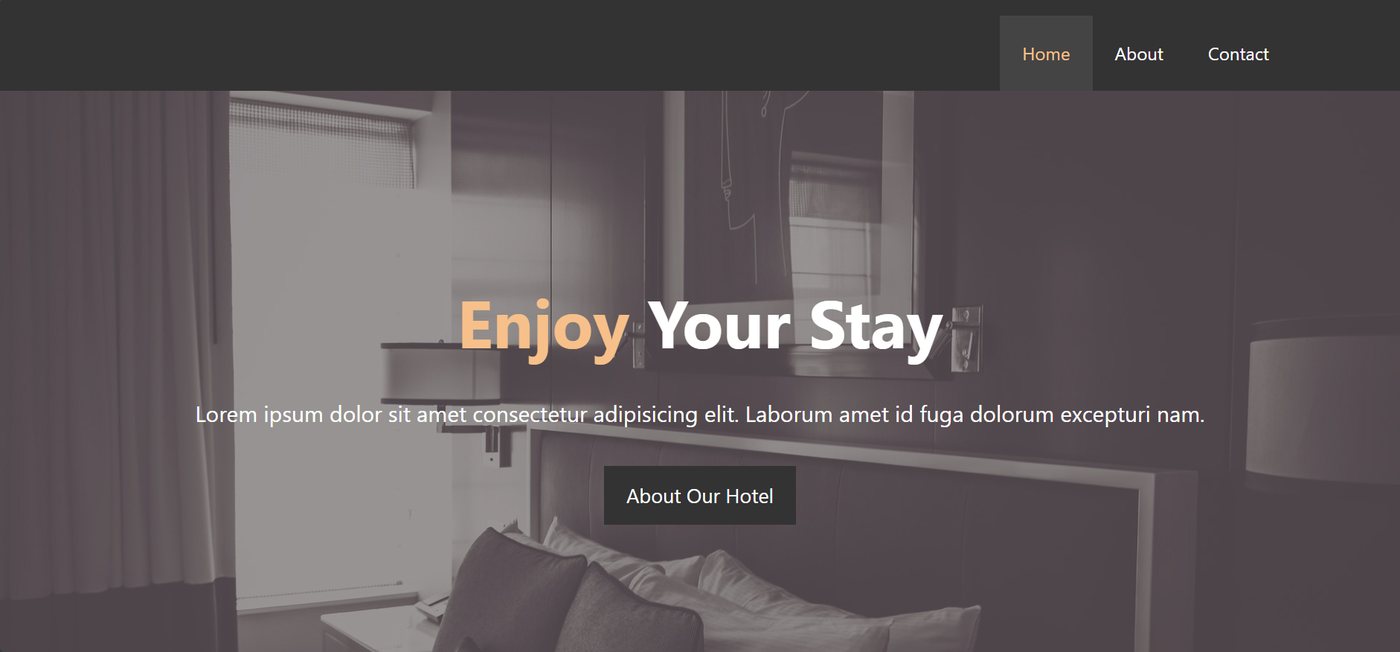 Home About Contact
Enjoy Your Stay
Lorem ipsum dolor sit amet consectetur adipisicing elit. Laborum amet id fuga dolorum excepturi nam.
About Our Hotel